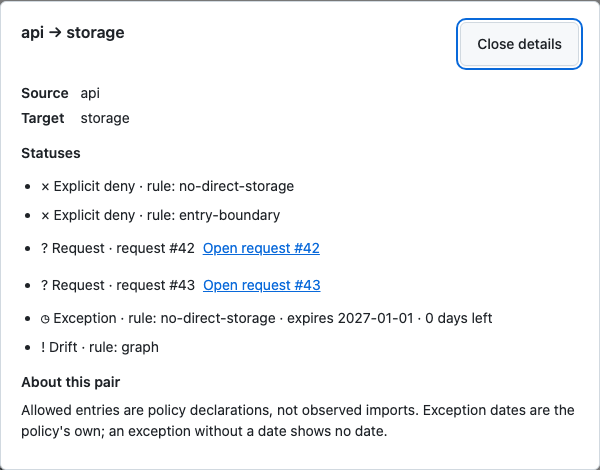 api → storage
Close details
Source api
Target storage
Statuses
• × Explicit deny · rule: no-direct-storage
• × Explicit deny · rule: entry-boundary
• ? Request · request #42 Open request #42
• ? Request · request #43 Open request #43
• ◷ Exception · rule: no-direct-storage · expires 2027-01-01 · 0 days left
• ! Drift · rule: graph
About this pair
Allowed entries are policy declarations, not observed imports. Exception dates are the
policy's own; an exception without a date shows no date.